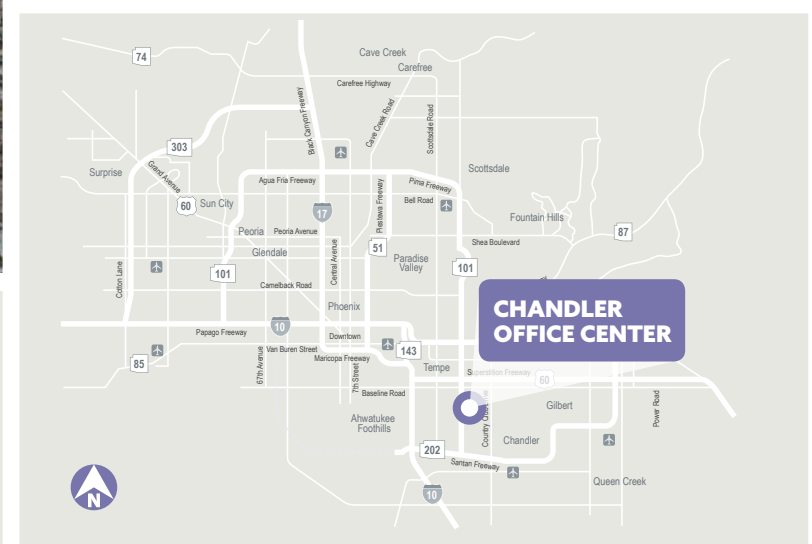 74
Cave Creek
Carefree
Carefree Highway
Black Canyon Freeway
Cave Creek Road
Scottsdale Road
303
Surprise
Grand Avenue
Agua Fria Freeway
Pima Freeway
Scottsdale
60
Sun City
17
Piestawa Freeway
Bell Road
Fountain Hills
Peoria
Peoria Avenue
87
Glendale
Central Avenue
51
Shea Boulevard
Paradise
Valley
Cotton Lane
101
101
Camelback Road
Phoenix
CHANDLER
OFFICE CENTER
Papago Freeway
10
Downtown
85
67th Avenue
Van Buren Street
Maricopa Freeway
143
7th Street
Tempe
Superstition Freeway
60
Baseline Road
Ahwatukee
Foothills
Gilbert
Power Road
Country Club
202
Chandler
Santan Freeway
Queen Creek
10
N